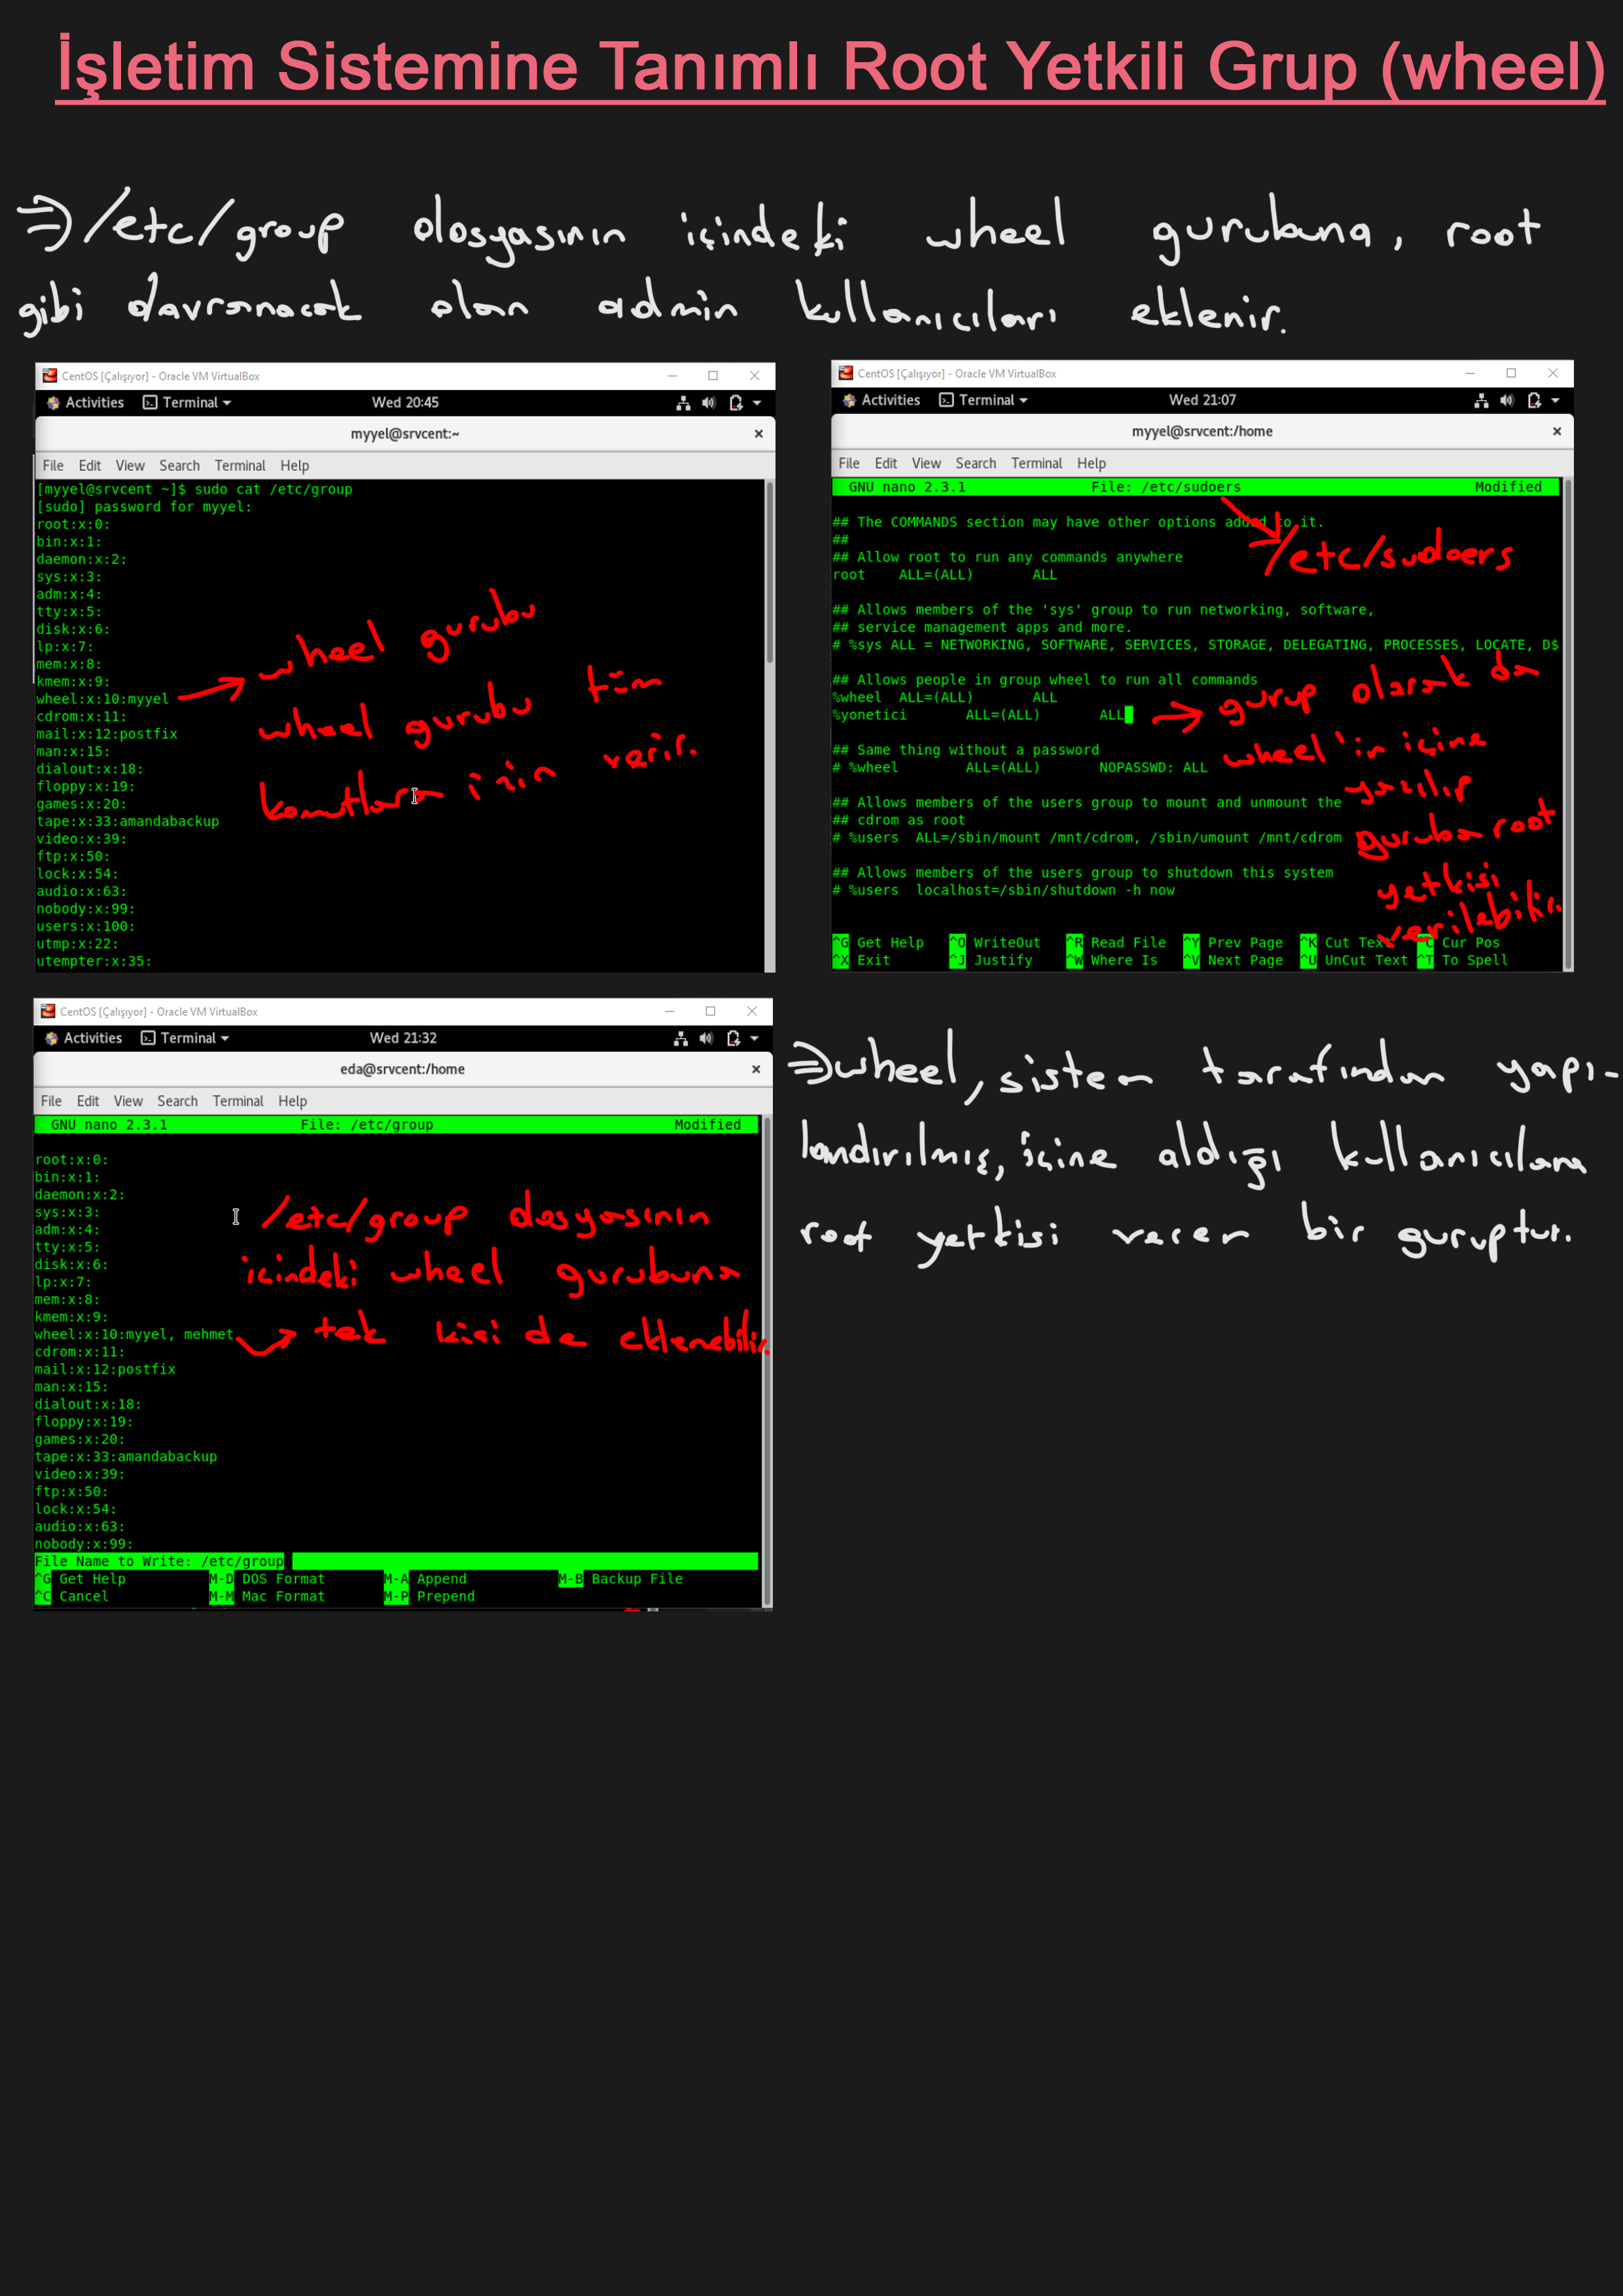 İşletim Sistemine Tanımlı Root Yetkili Grup (wheel)
⇒ /etc/group dosyasının içindeki wheel gurubuna, root
gibi davranacak olan admin kullanıcıları eklenir.
CentOS [Çalışıyor] - Oracle VM VirtualBox
Activities Terminal Wed 20:45
myyel@srvcent:~
File Edit View Search Terminal Help
[myyel@srvcent ~]$ sudo cat /etc/group
[sudo] password for myyel:
root:x:0:
bin:x:1:
daemon:x:2:
sys:x:3:
adm:x:4:
tty:x:5:
disk:x:6:
lp:x:7:
mem:x:8:
kmem:x:9:
wheel:x:10:myyel
cdrom:x:11:
mail:x:12:postfix
man:x:15:
dialout:x:18:
floppy:x:19:
games:x:20:
tape:x:33:amandabackup
video:x:39:
ftp:x:50:
lock:x:54:
audio:x:63:
nobody:x:99:
users:x:100:
utmp:x:22:
utempter:x:35:
→ wheel gurubu
wheel gurubu tüm
komutlara izin verir.
CentOS [Çalışıyor] - Oracle VM VirtualBox
Activities Terminal Wed 21:07
myyel@srvcent:/home
File Edit View Search Terminal Help
GNU nano 2.3.1 File: /etc/sudoers Modified
## The COMMANDS section may have other options added to it.
##
## Allow root to run any commands anywhere
root ALL=(ALL) ALL
## Allows members of the 'sys' group to run networking, software,
## service management apps and more.
# %sys ALL = NETWORKING, SOFTWARE, SERVICES, STORAGE, DELEGATING, PROCESSES, LOCATE, D$
## Allows people in group wheel to run all commands
%wheel ALL=(ALL) ALL
%yonetici ALL=(ALL) ALL
## Same thing without a password
# %wheel ALL=(ALL) NOPASSWD: ALL
## Allows members of the users group to mount and unmount the
## cdrom as root
# %users ALL=/sbin/mount /mnt/cdrom, /sbin/umount /mnt/cdrom
## Allows members of the users group to shutdown this system
# %users localhost=/sbin/shutdown -h now
^G Get Help ^O WriteOut ^R Read File ^Y Prev Page ^K Cut Text ^C Cur Pos
^X Exit ^J Justify ^W Where Is ^V Next Page ^U UnCut Text ^T To Spell
/etc/sudoers
→ gurup olarak da
wheel'in içine
yazılıp
guruba root
yetkisi
verilebilir.
CentOS [Çalışıyor] - Oracle VM VirtualBox
Activities Terminal Wed 21:32
eda@srvcent:/home
File Edit View Search Terminal Help
GNU nano 2.3.1 File: /etc/group Modified
root:x:0:
bin:x:1:
daemon:x:2:
sys:x:3:
adm:x:4:
tty:x:5:
disk:x:6:
lp:x:7:
mem:x:8:
kmem:x:9:
wheel:x:10:myyel, mehmet
cdrom:x:11:
mail:x:12:postfix
man:x:15:
dialout:x:18:
floppy:x:19:
games:x:20:
tape:x:33:amandabackup
video:x:39:
ftp:x:50:
lock:x:54:
audio:x:63:
nobody:x:99:
File Name to Write: /etc/group
^G Get Help M-D DOS Format M-A Append M-B Backup File
^C Cancel M-M Mac Format M-P Prepend
/etc/group dosyasının
içindeki wheel gurubuna
→ tek kişi de eklenebilir.
⇒ wheel, sistem tarafından yapı-
landırılmış, içine aldığı kullanıcılara
root yetkisi veren bir guruptur.